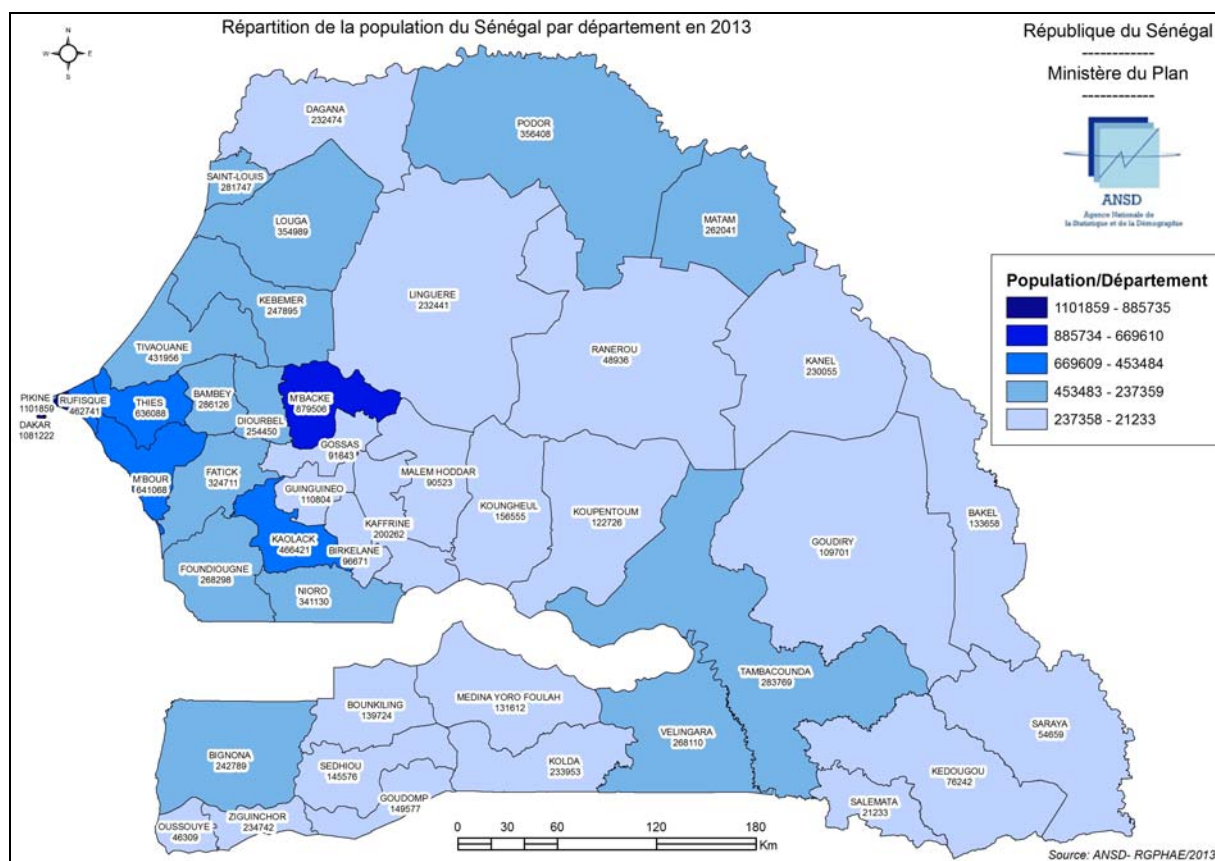 Répartition de la population du Sénégal par département en 2013
République du Sénégal
------------
Ministère du Plan
------------
ANSD
Agence Nationale de
la Statistique et de la Démographie
N
W
E
S
Population/Département
1101859 - 885735
885734 - 669610
669609 - 453484
453483 - 237359
237358 - 21233
DAGANA
232474
PODOR
356408
SAINT-LOUIS
281747
LOUGA
354989
MATAM
262041
KEBEMER
247895
LINGUERE
232441
TIVAOUANE
431956
RANEROU
48936
KANEL
230055
PIKINE
1101859
DAKAR
1081222
RUFISQUE
462741
THIES
636088
BAMBEY
286126
DIOURBEL
254450
M'BACKE
879506
GOSSAS
91643
M'BOUR
641068
FATICK
324711
GUINGUINEO
110804
MALEM HODDAR
90523
KOUNGHEUL
156555
KOUPENTOUM
122726
BAKEL
133658
GOUDIRY
109701
KAFFRINE
200262
KAOLACK
466421
BIRKELANE
96671
FOUNDIOUGNE
268298
NIORO
341130
TAMBACOUNDA
283769
MEDINA YORO FOULAH
131612
BOUNKILING
139724
VELINGARA
268110
SARAYA
54659
BIGNONA
242789
SEDHIOU
145576
KOLDA
233953
KEDOUGOU
76242
GOUDOMP
149577
SALEMATA
21233
OUSSOUYE
46309
ZIGUINCHOR
234742
0 30 60 120 180
Km
Source: ANSD- RGPHAE/2013